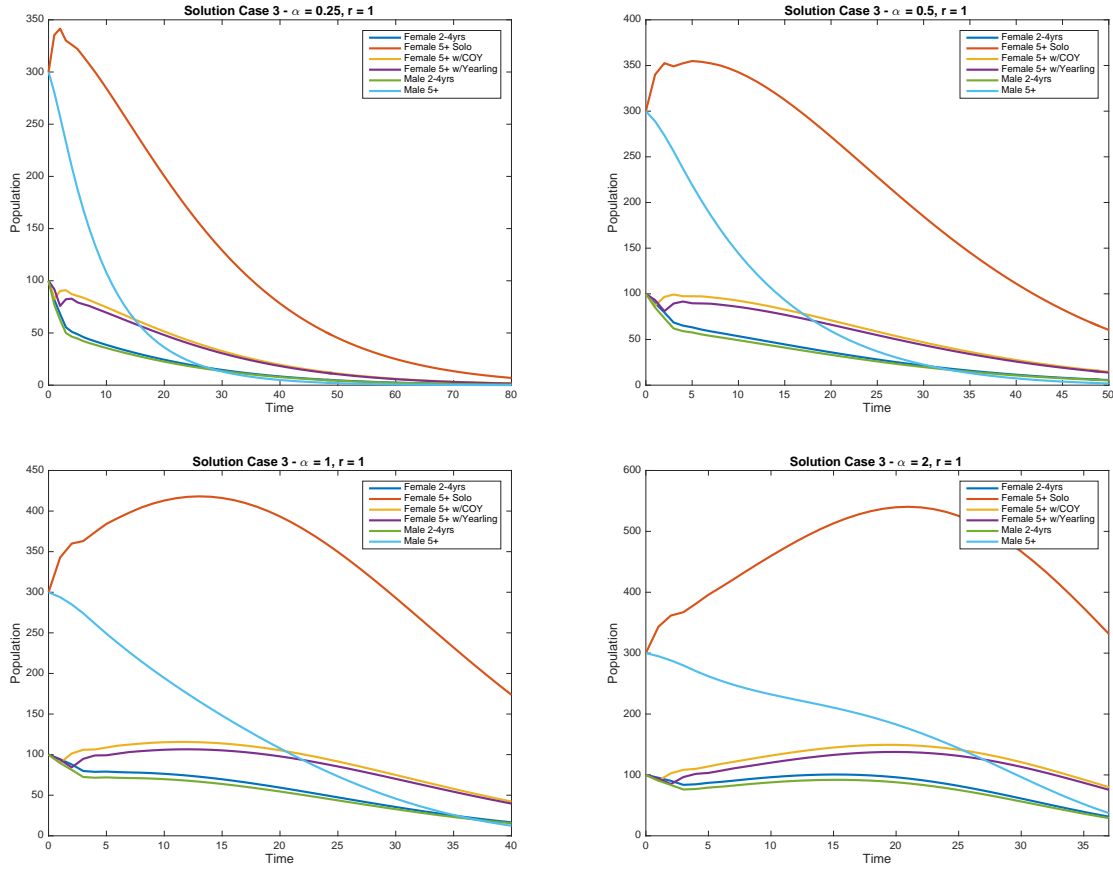 Solution Case 3 - α = 0.25, r = 1
Female 2-4yrs
Female 5+ Solo
Female 5+ w/COY
Female 5+ w/Yearling
Male 2-4yrs
Male 5+
Population
400
350
300
250
200
150
100
50
0
0 10 20 30 40 50 60 70 80
Time
Solution Case 3 - α = 0.5, r = 1
Female 2-4yrs
Female 5+ Solo
Female 5+ w/COY
Female 5+ w/Yearling
Male 2-4yrs
Male 5+
Population
400
350
300
250
200
150
100
50
0
0 5 10 15 20 25 30 35 40 45 50
Time
Solution Case 3 - α = 1, r = 1
Female 2-4yrs
Female 5+ Solo
Female 5+ w/COY
Female 5+ w/Yearling
Male 2-4yrs
Male 5+
Population
450
400
350
300
250
200
150
100
50
0
0 5 10 15 20 25 30 35 40
Time
Solution Case 3 - α = 2, r = 1
Female 2-4yrs
Female 5+ Solo
Female 5+ w/COY
Female 5+ w/Yearling
Male 2-4yrs
Male 5+
Population
600
500
400
300
200
100
0
0 5 10 15 20 25 30 35
Time